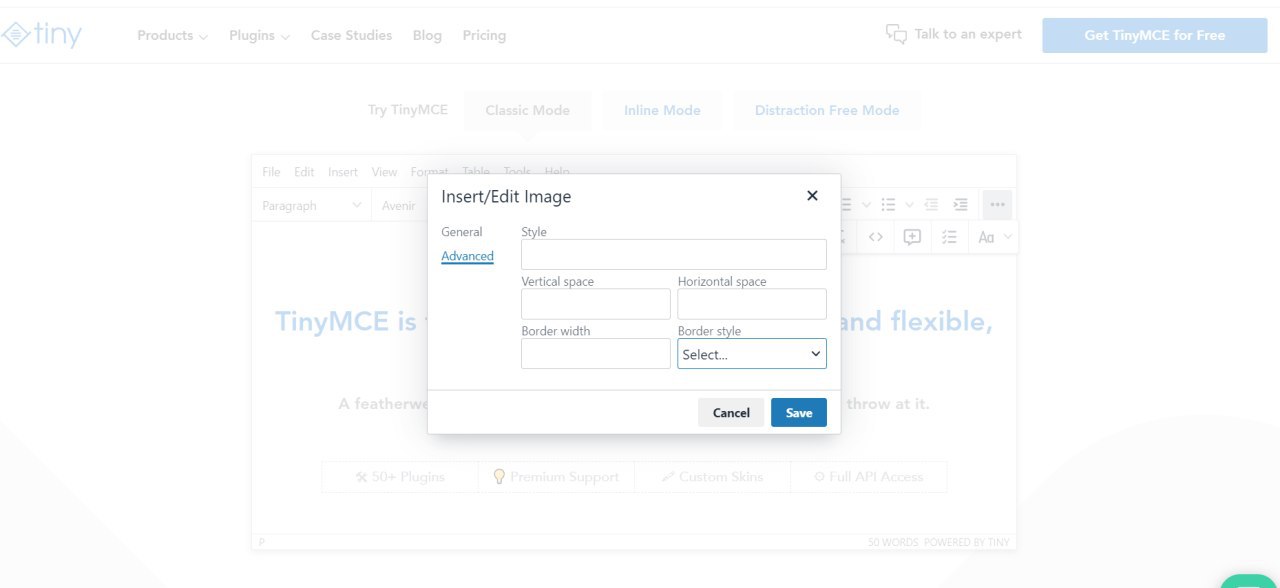 tiny
Products Plugins Case Studies Blog Pricing Talk to an expert Get TinyMCE for Free
Try TinyMCE Classic Mode Inline Mode Distraction Free Mode
File Edit Insert View Format Table Tools Help
Paragraph Avenir
Aa
Insert/Edit Image
General
Advanced
Style
Vertical space Horizontal space
Border width Border style
Select...
Cancel Save
TinyMCE is and flexible,
A featherwe throw at it.
50+ Plugins Premium Support Custom Skins Full API Access
P 50 WORDS POWERED BY TINY